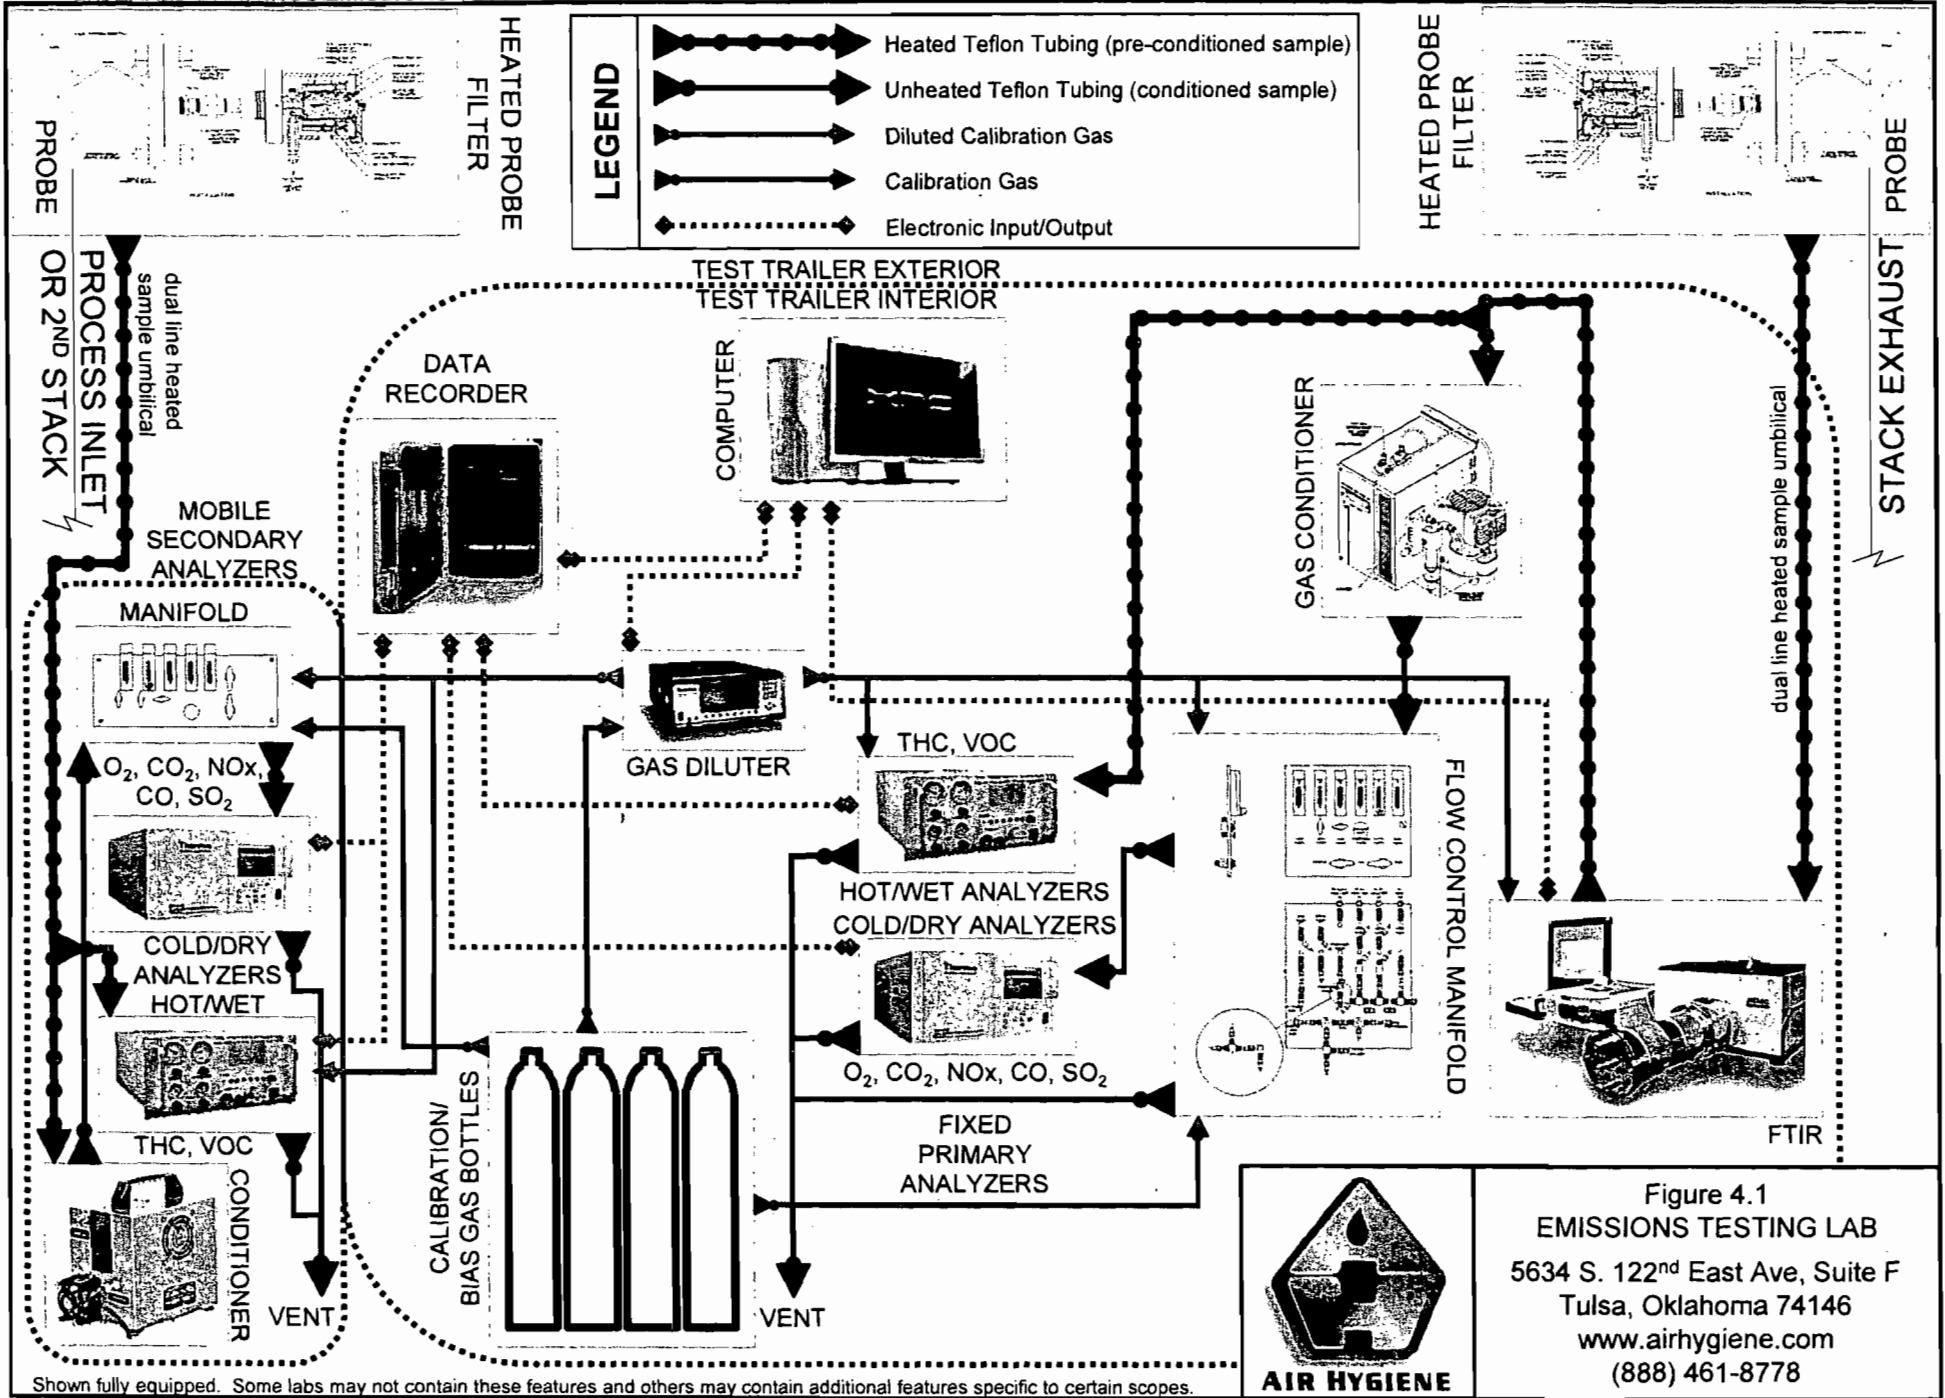 PROBE
HEATED PROBE
FILTER
LEGEND
Heated Teflon Tubing (pre-conditioned sample)
Unheated Teflon Tubing (conditioned sample)
Diluted Calibration Gas
Calibration Gas
Electronic Input/Output
HEATED PROBE
FILTER
PROBE
PROCESS INLET
OR 2ND STACK
dual line heated
sample umbilical
TEST TRAILER EXTERIOR
TEST TRAILER INTERIOR
STACK EXHAUST
dual line heated sample umbilical
DATA
RECORDER
COMPUTER
GAS CONDITIONER
MOBILE
SECONDARY
ANALYZERS
MANIFOLD
O2, CO2, NOx,
CO, SO2
COLD/DRY
ANALYZERS
HOT/WET
THC, VOC
CONDITIONER
VENT
GAS DILUTER
THC, VOC
HOT/WET ANALYZERS
COLD/DRY ANALYZERS
O2, CO2, NOx, CO, SO2
FLOW CONTROL MANIFOLD
FTIR
CALIBRATION/
BIAS GAS BOTTLES
FIXED
PRIMARY
ANALYZERS
VENT
AIR HYGIENE
Figure 4.1
EMISSIONS TESTING LAB
5634 S. 122nd East Ave, Suite F
Tulsa, Oklahoma 74146
www.airhygiene.com
(888) 461-8778
Shown fully equipped. Some labs may not contain these features and others may contain additional features specific to certain scopes.